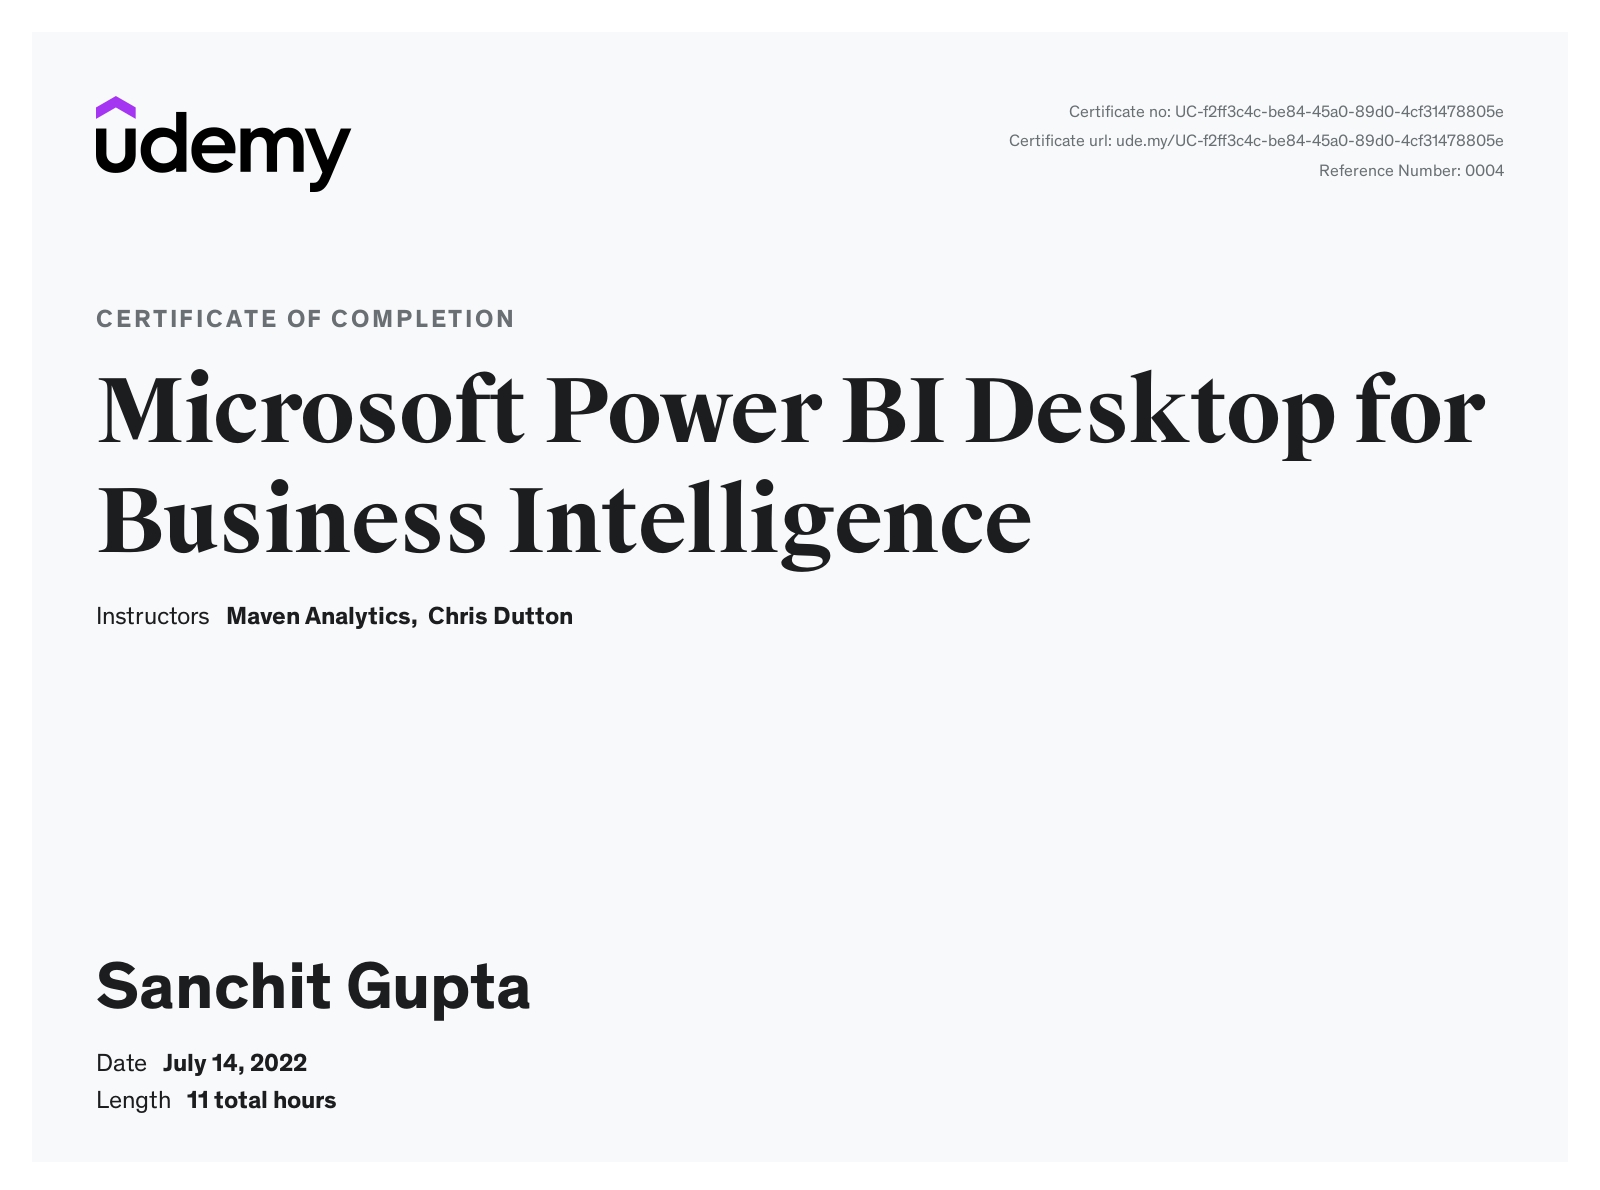 udemy
Certificate no: UC-f2ff3c4c-be84-45a0-89d0-4cf31478805e
Certificate url: ude.my/UC-f2ff3c4c-be84-45a0-89d0-4cf31478805e
Reference Number: 0004
CERTIFICATE OF COMPLETION
Microsoft Power BI Desktop for
Business Intelligence
Instructors Maven Analytics, Chris Dutton
Sanchit Gupta
Date July 14, 2022
Length 11 total hours